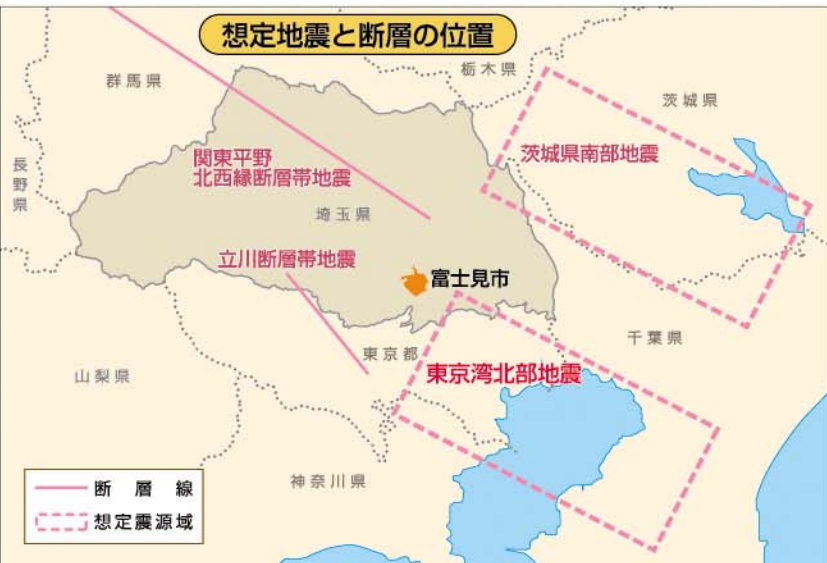 想定地震と断層の位置
群馬県
栃木県
茨城県
長野県
関東平野
北西縁断層帯地震
茨城県南部地震
埼玉県
立川断層帯地震
富士見市
東京都
千葉県
山梨県
東京湾北部地震
神奈川県
断層線
想定震源域